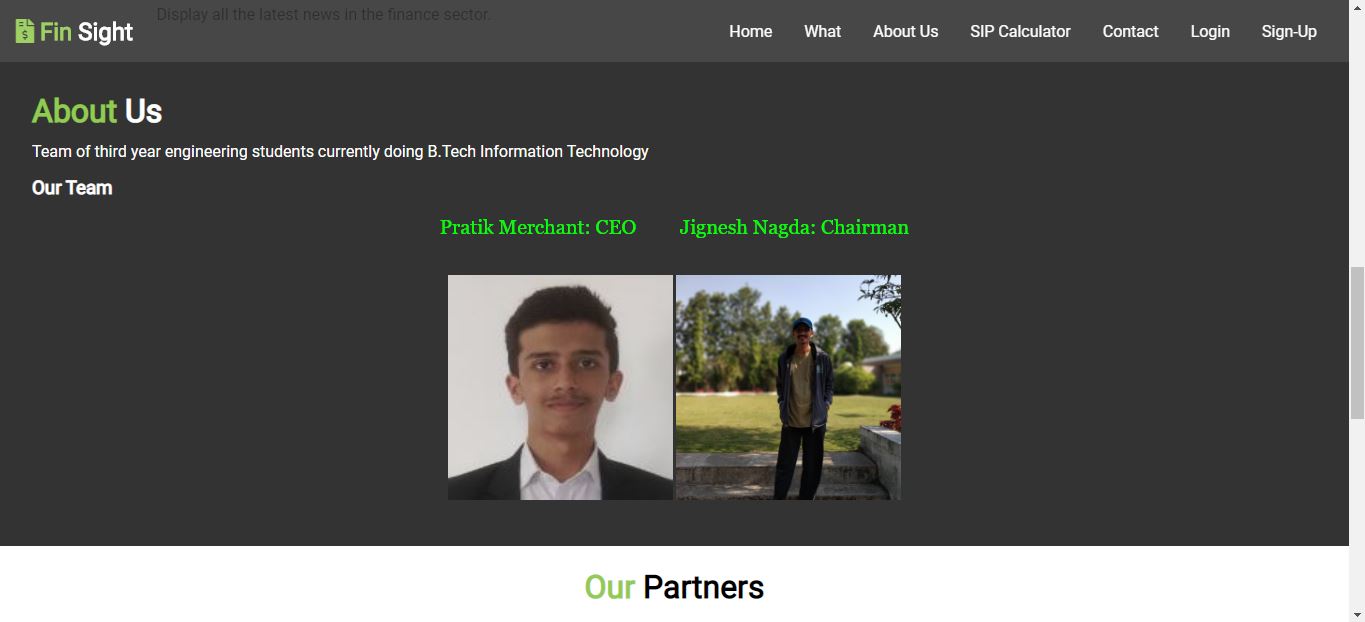 Display all the latest news in the finance sector.
Fin Sight Home What About Us SIP Calculator Contact Login Sign-Up
About Us
Team of third year engineering students currently doing B.Tech Information Technology
Our Team
Pratik Merchant: CEO Jignesh Nagda: Chairman
Our Partners